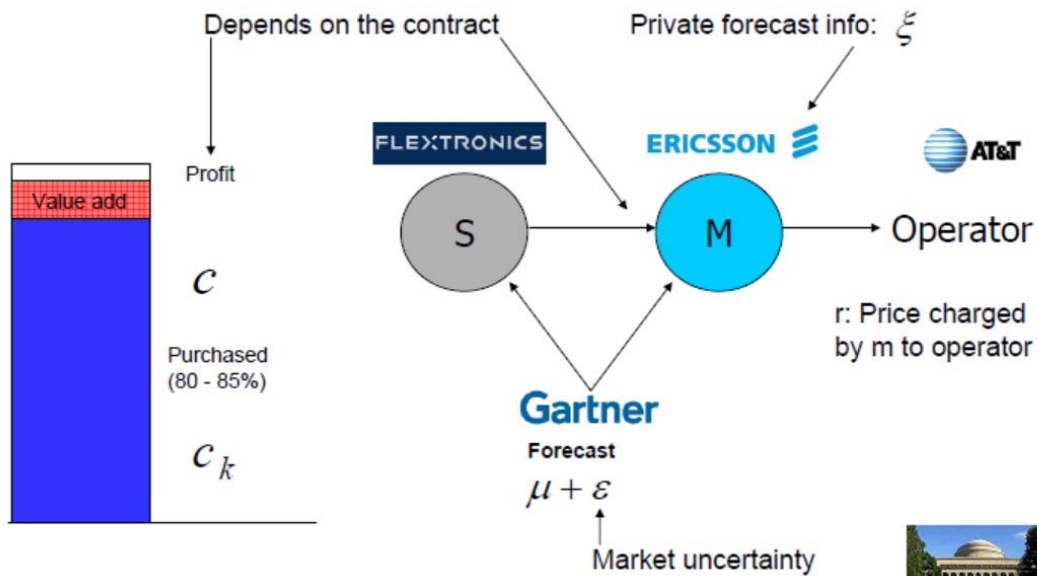 Depends on the contract
Private forecast info: ξ
FLEXTRONICS
ERICSSON
AT&T
Profit
Value add
S
M
Operator
c
r: Price charged
by m to operator
Purchased
(80 - 85%)
Gartner
Forecast
c_k
μ + ε
Market uncertainty